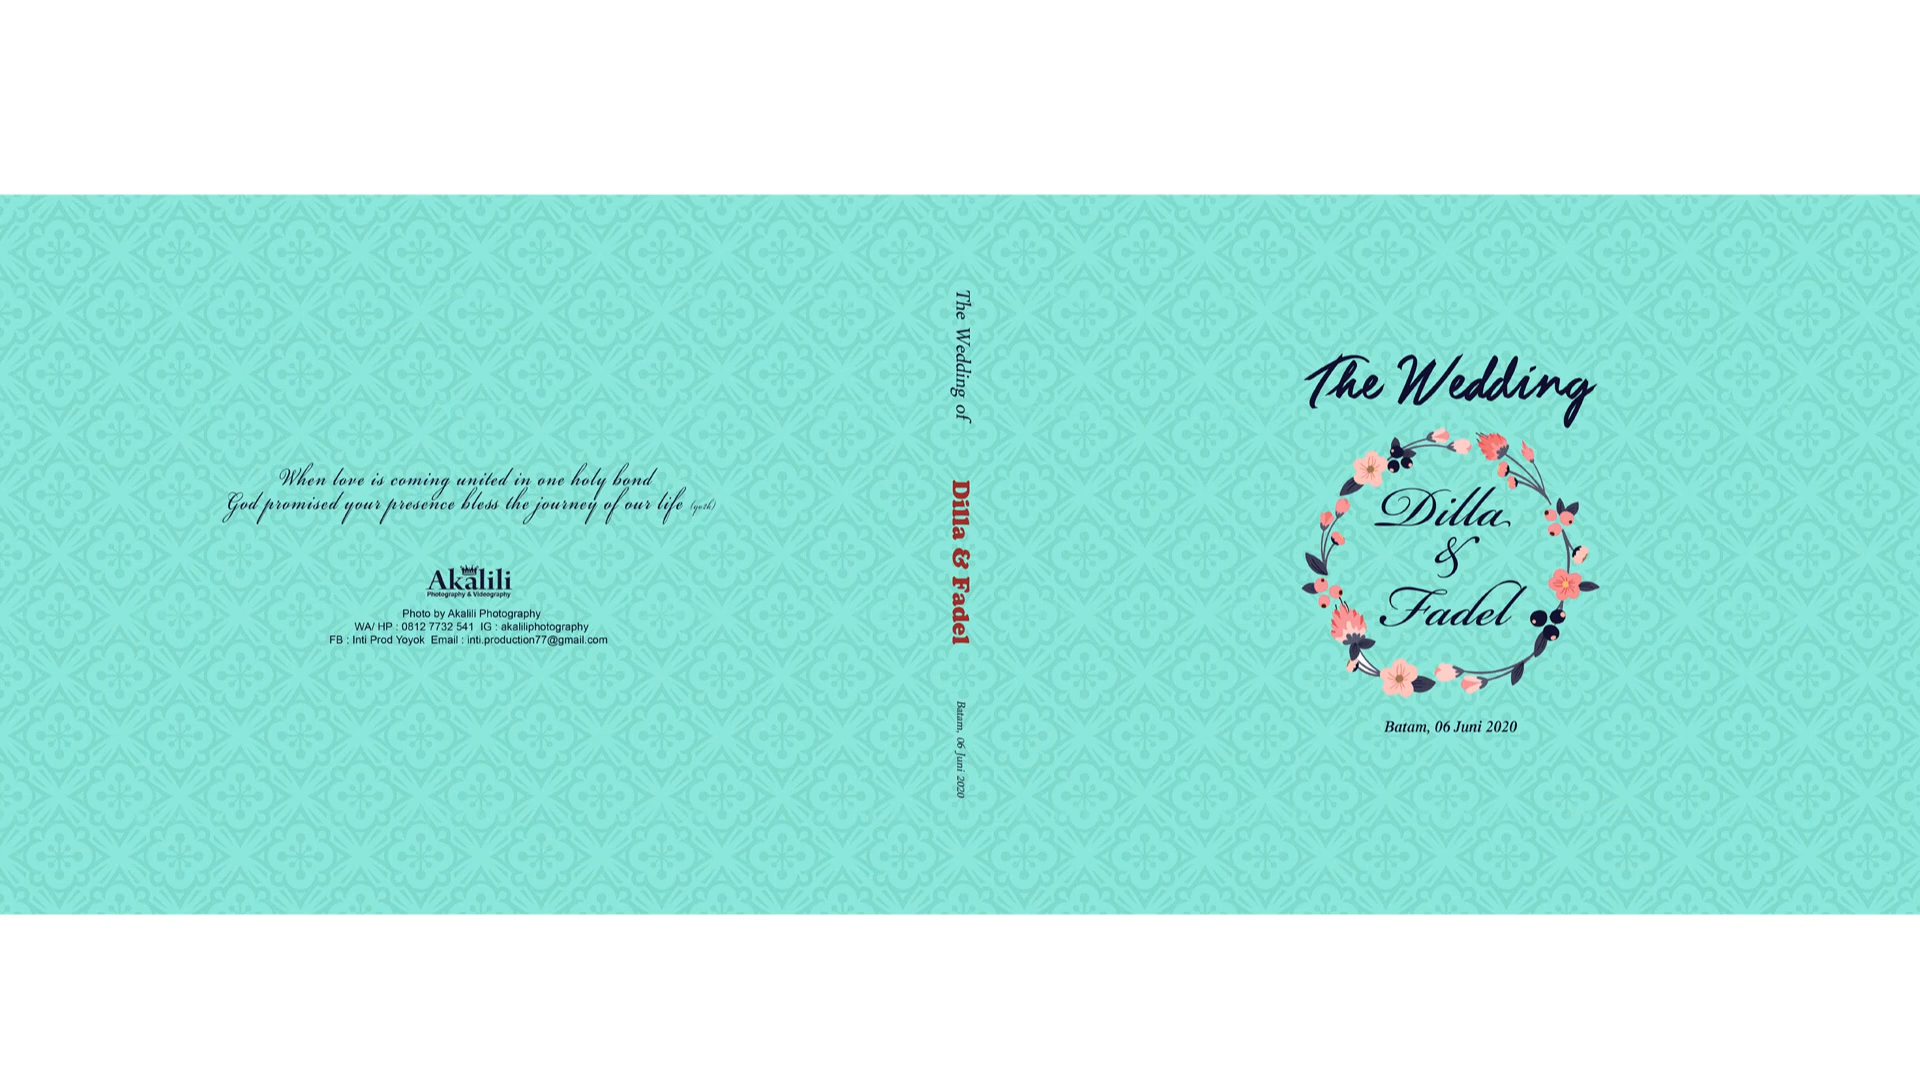 When love is coming united in one holy bond
God promised your presence bless the journey of our life
Akalili
Photography & Videography
Photo by Akalili Photography
WA/ HP : 0812 7732 541 IG : akaliliphotography
FB : Inti Prod Yoyok Email : inti.production77@gmail.com
The Wedding of
Dilla & Fadel
Batam, 06 Juni 2020
The Wedding
Dilla
&
Fadel
Batam, 06 Juni 2020